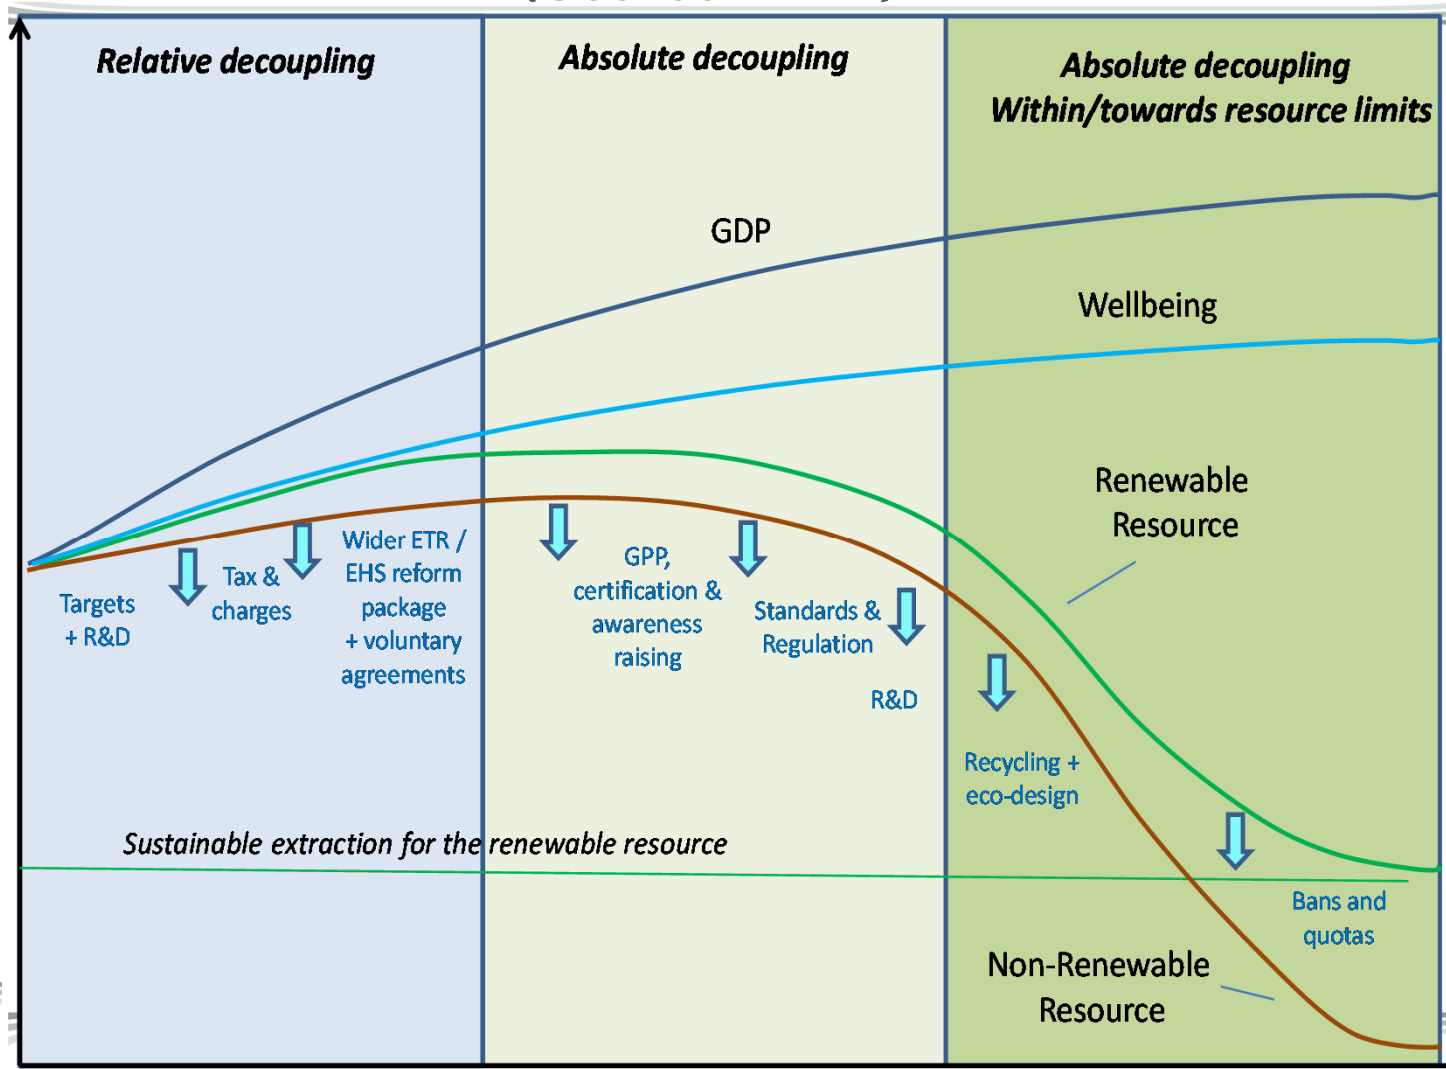 Relative decoupling
Absolute decoupling
Absolute decoupling
Within/towards resource limits
GDP
Wellbeing
Renewable
Resource
Targets
+ R&D
Tax &
charges
Wider ETR /
EHS reform
package
+ voluntary
agreements
GPP,
certification &
awareness
raising
Standards &
Regulation
R&D
Recycling +
eco-design
Sustainable extraction for the renewable resource
Bans and
quotas
Non-Renewable
Resource